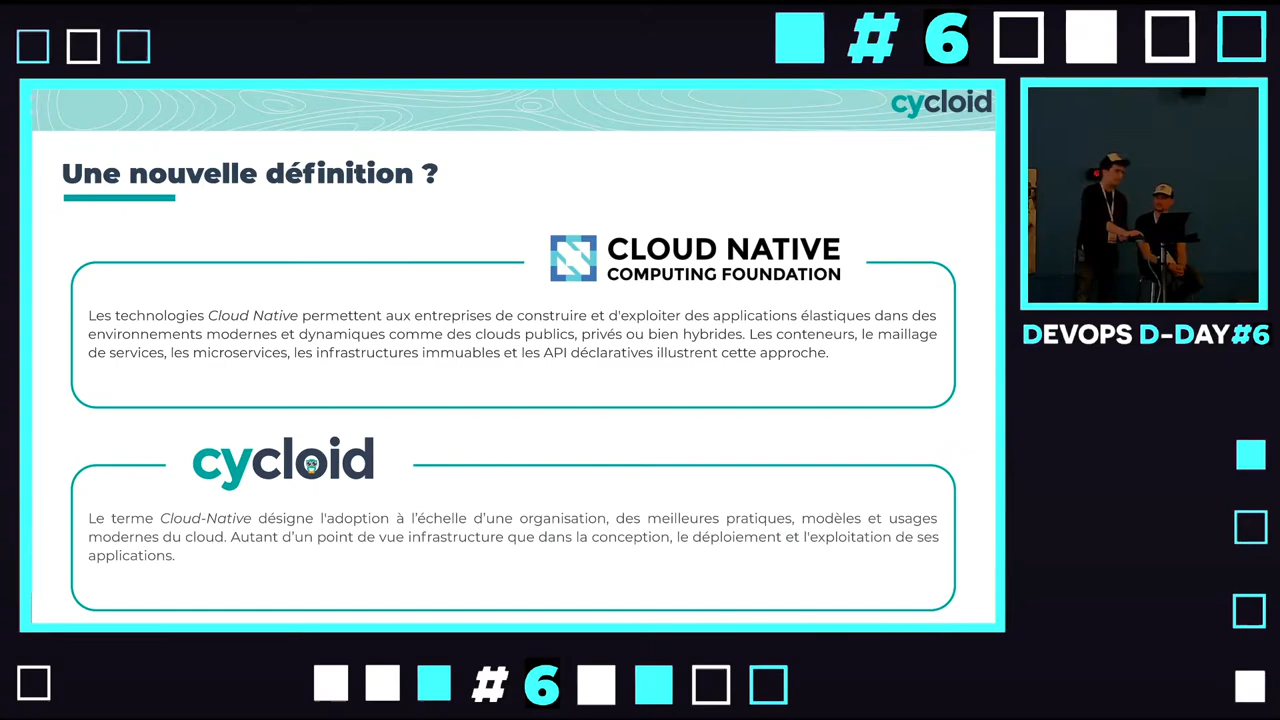 # 6
cycloid
Une nouvelle définition ?
CLOUD NATIVE
COMPUTING FOUNDATION
Les technologies Cloud Native permettent aux entreprises de construire et d'exploiter des applications élastiques dans des
environnements modernes et dynamiques comme des clouds publics, privés ou bien hybrides. Les conteneurs, le maillage
de services, les microservices, les infrastructures immuables et les API déclaratives illustrent cette approche.
DEVOPS D-DAY#6
cycloid
Le terme Cloud-Native désigne l'adoption à l'échelle d'une organisation, des meilleures pratiques, modèles et usages
modernes du cloud. Autant d'un point de vue infrastructure que dans la conception, le déploiement et l'exploitation de ses
applications.
# 6